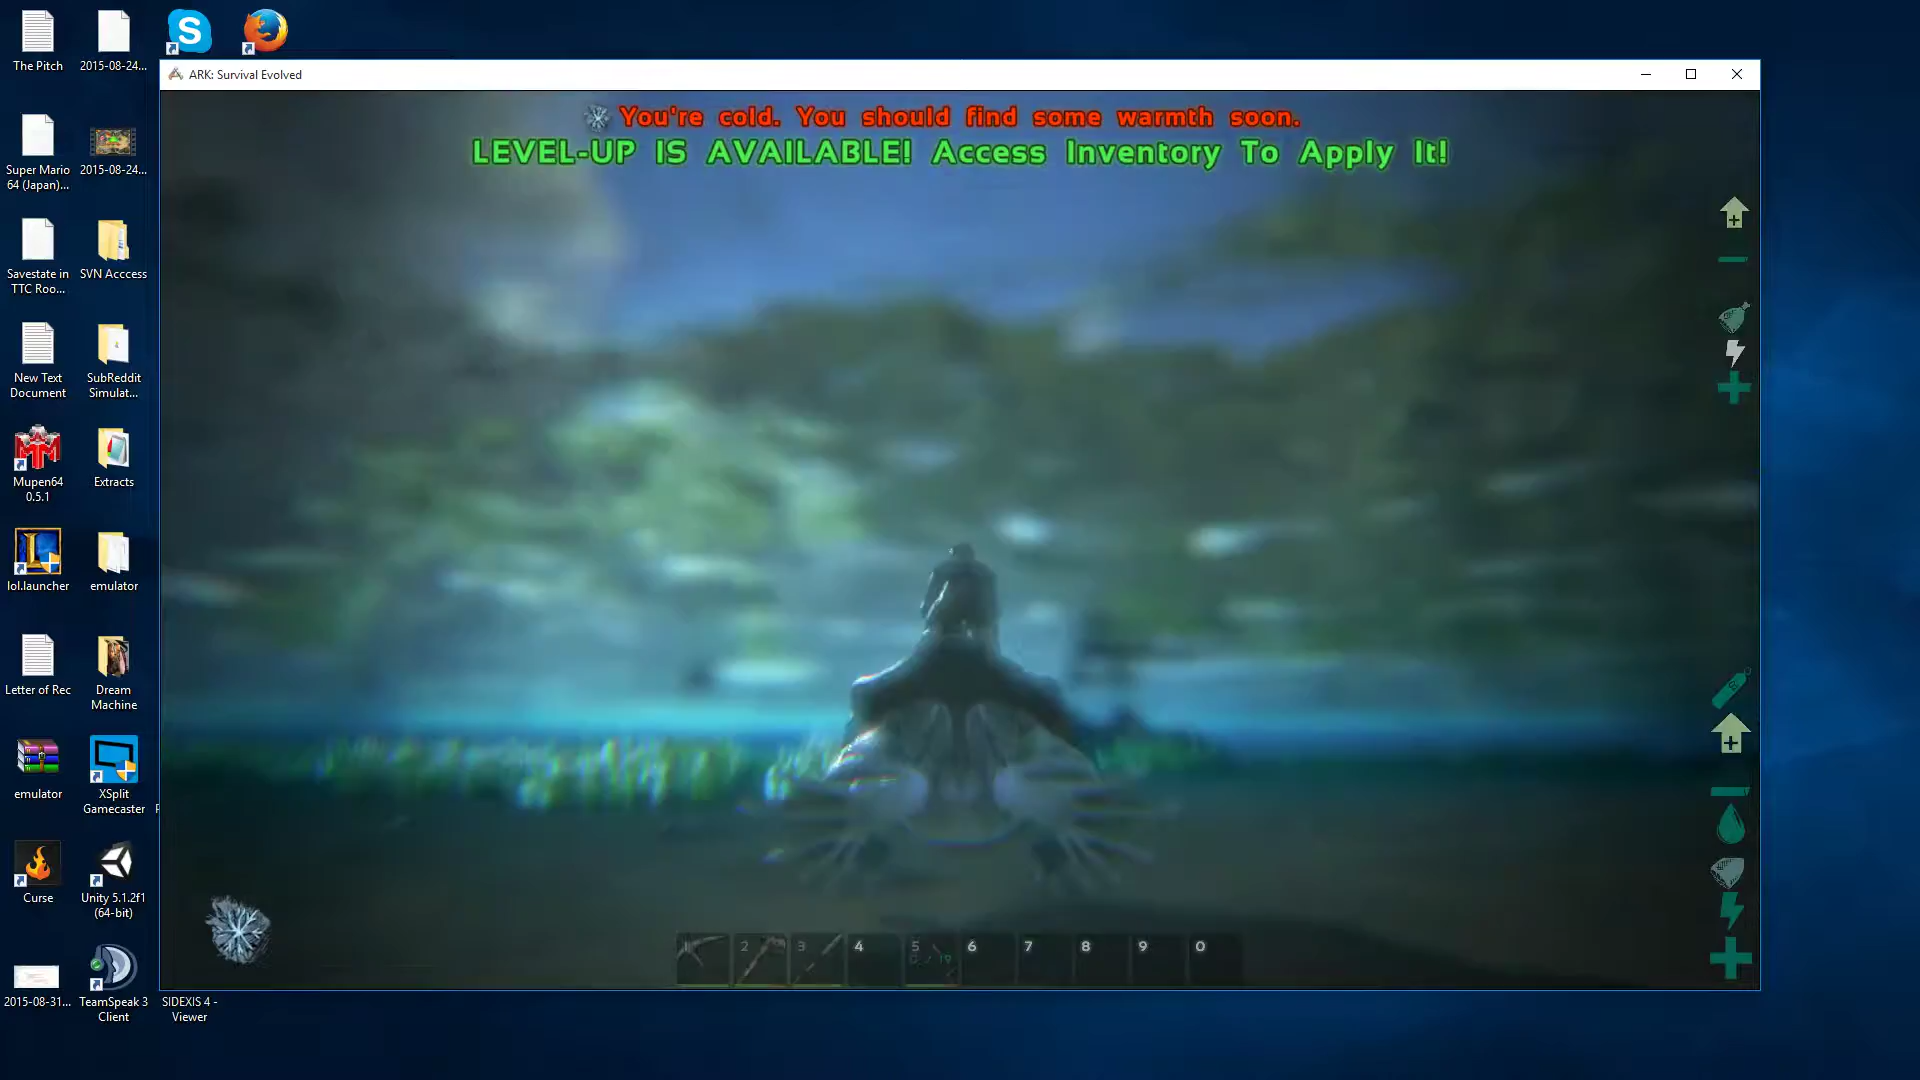 The Pitch
2015-08-24...
ARK: Survival Evolved
You're cold. You should find some warmth soon.
LEVEL-UP IS AVAILABLE! Access Inventory To Apply It!
Super Mario
64 (Japan)...
2015-08-24...
Savestate in
TTC Roo...
SVN Acccess
New Text
Document
SubReddit
Simulat...
Mupen64
0.5.1
Extracts
lol.launcher
emulator
Letter of Rec
Dream
Machine
emulator
XSplit
Gamecaster
Curse
Unity 5.1.2f1
(64-bit)
1 2 3 4 5 6 7 8 9 0
2015-08-31...
TeamSpeak 3
Client
SIDEXIS 4 -
Viewer